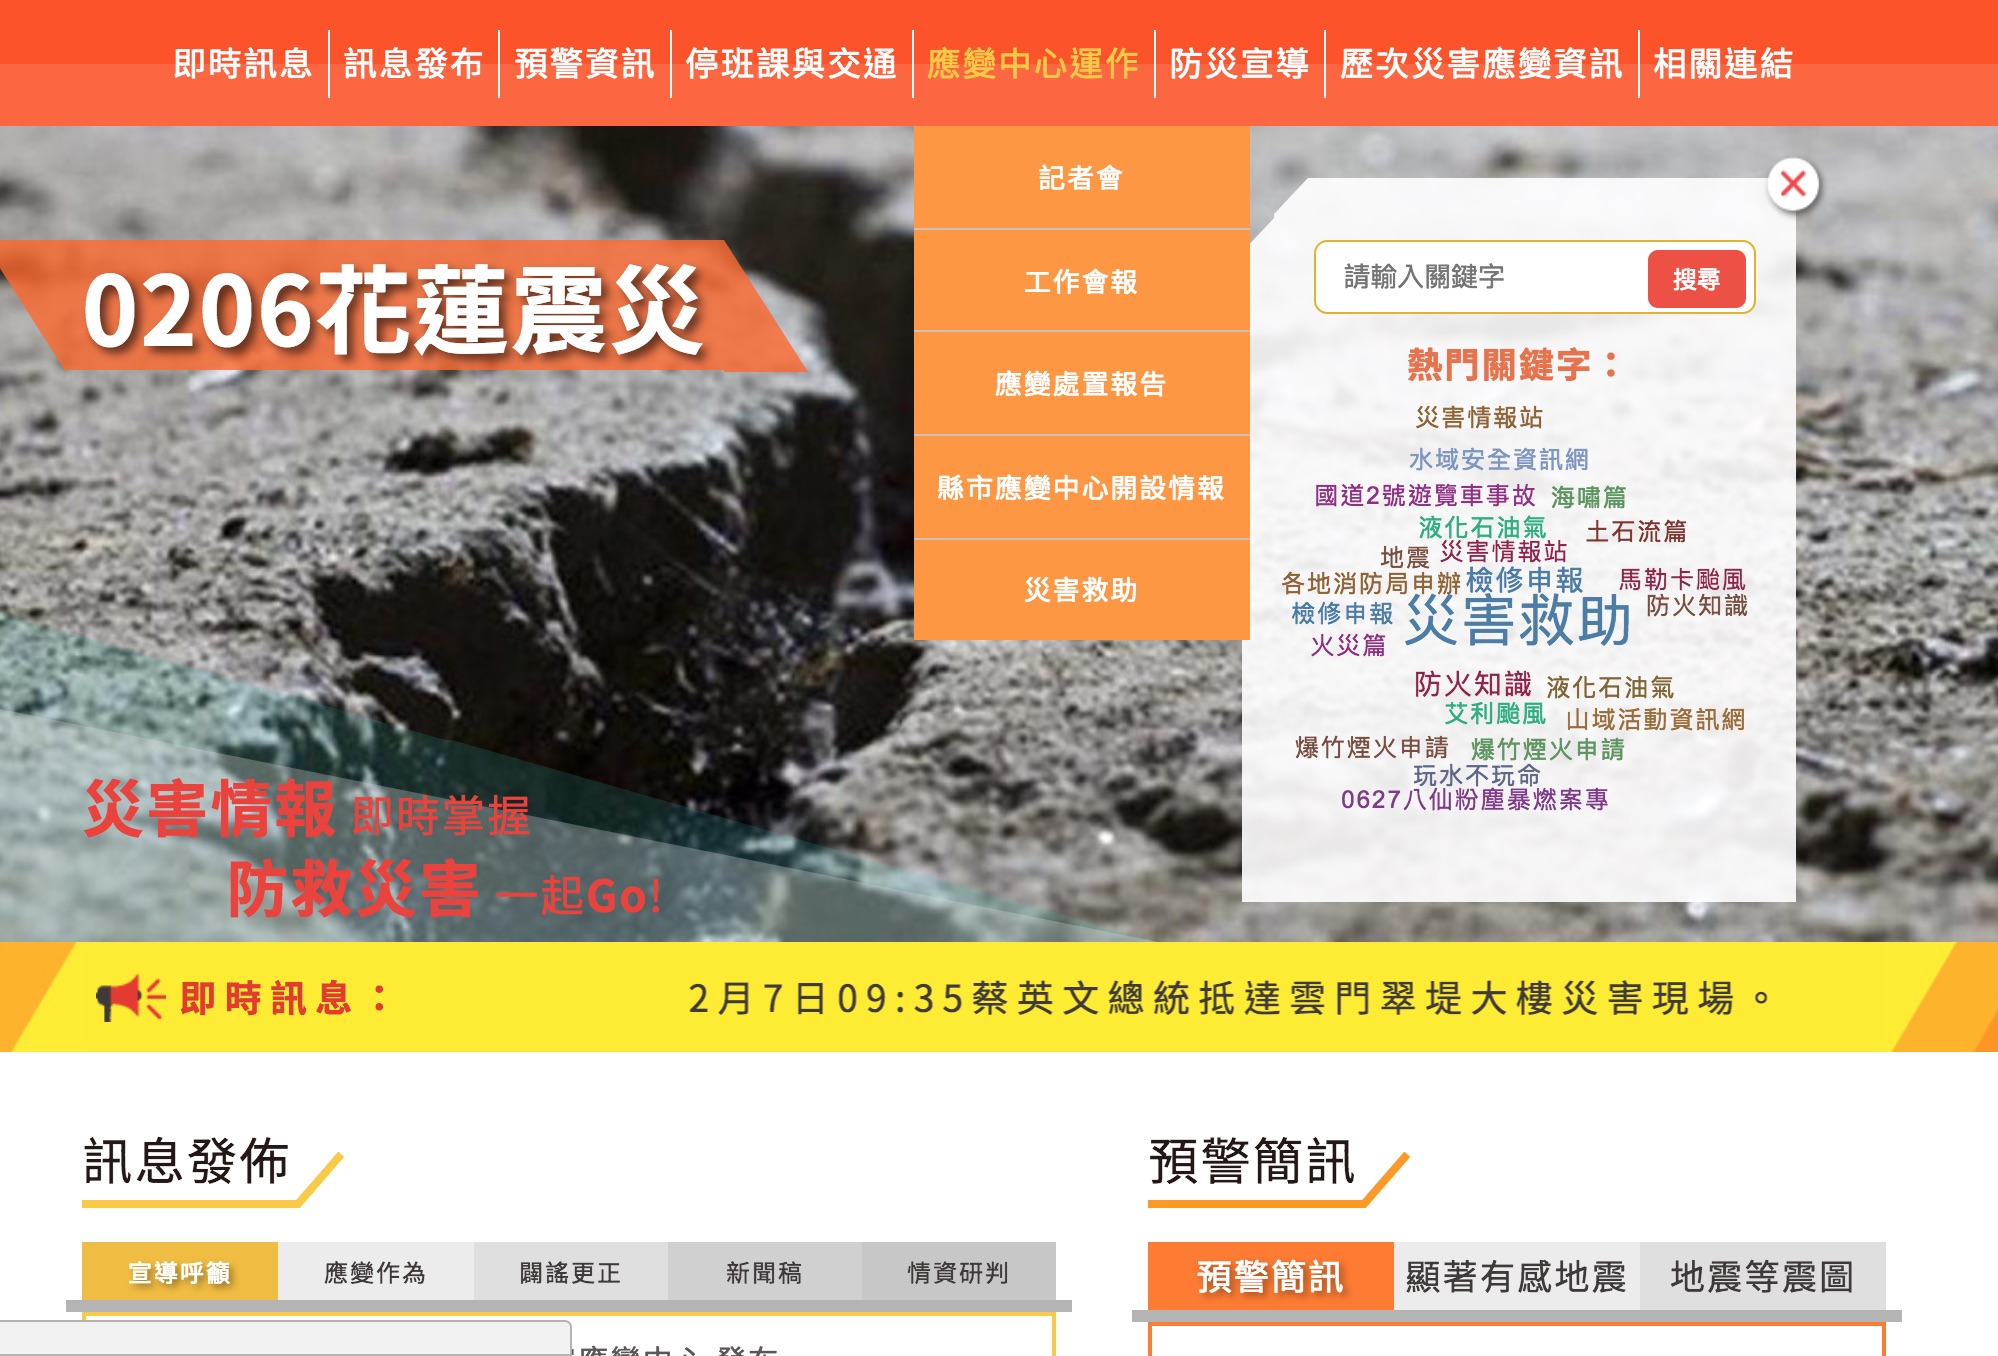 即時訊息
訊息發布
預警資訊
停班課與交通
應變中心運作
防災宣導
歷次災害應變資訊
相關連結
記者會
工作會報
應變處置報告
縣市應變中心開設情報
災害救助
0206花蓮震災
請輸入關鍵字
搜尋
熱門關鍵字：
災害情報站
水域安全資訊網
國道2號遊覽車事故 海嘯篇
液化石油氣 土石流篇
地震 災害情報站
各地消防局申辦 檢修申報 馬勒卡颱風
檢修申報 災害救助 防火知識
火災篇
防火知識 液化石油氣
艾利颱風 山域活動資訊網
爆竹煙火申請 爆竹煙火申請
玩水不玩命
0627八仙粉塵暴燃案專
災害情報 即時掌握
防救災害 一起Go!
即時訊息：
2月7日09:35蔡英文總統抵達雲門翠堤大樓災害現場。
訊息發佈
宣導呼籲
應變作為
闢謠更正
新聞稿
情資研判
應變中心 發布
預警簡訊
預警簡訊
顯著有感地震
地震等震圖